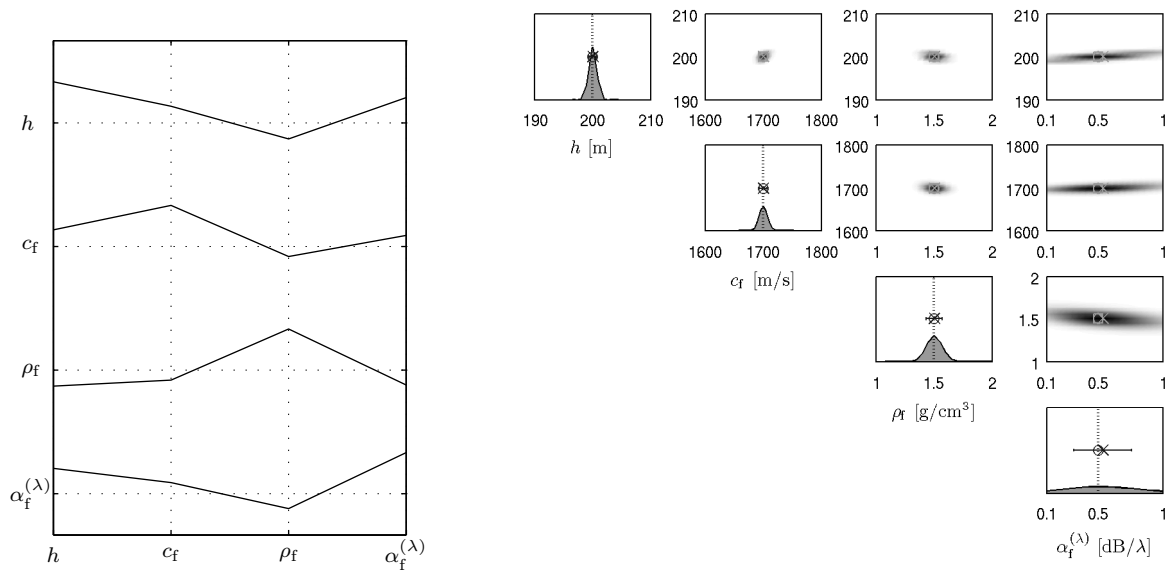 h
c_f
ρ_f
α_f^(λ)
h c_f ρ_f α_f^(λ)
210 210 210
200 200 200
190 190 190
190 200 210 1600 1700 1800 1 1.5 2 0.1 0.5 1
h [m]
1800 1800
1700 1700
1600 1600
1600 1700 1800 1 1.5 2 0.1 0.5 1
c_f [m/s]
2
1.5
1
1 1.5 2 0.1 0.5 1
ρ_f [g/cm³]
0.1 0.5 1
α_f^(λ) [dB/λ]